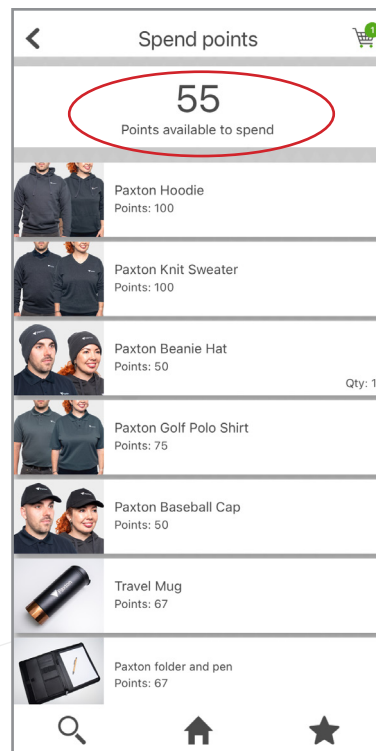 Spend points
1
55
Points available to spend
Paxton Hoodie
Points: 100
Paxton Knit Sweater
Points: 100
Paxton Beanie Hat
Points: 50
Qty: 1
Paxton Golf Polo Shirt
Points: 75
Paxton Baseball Cap
Points: 50
Travel Mug
Points: 67
Paxton folder and pen
Points: 67